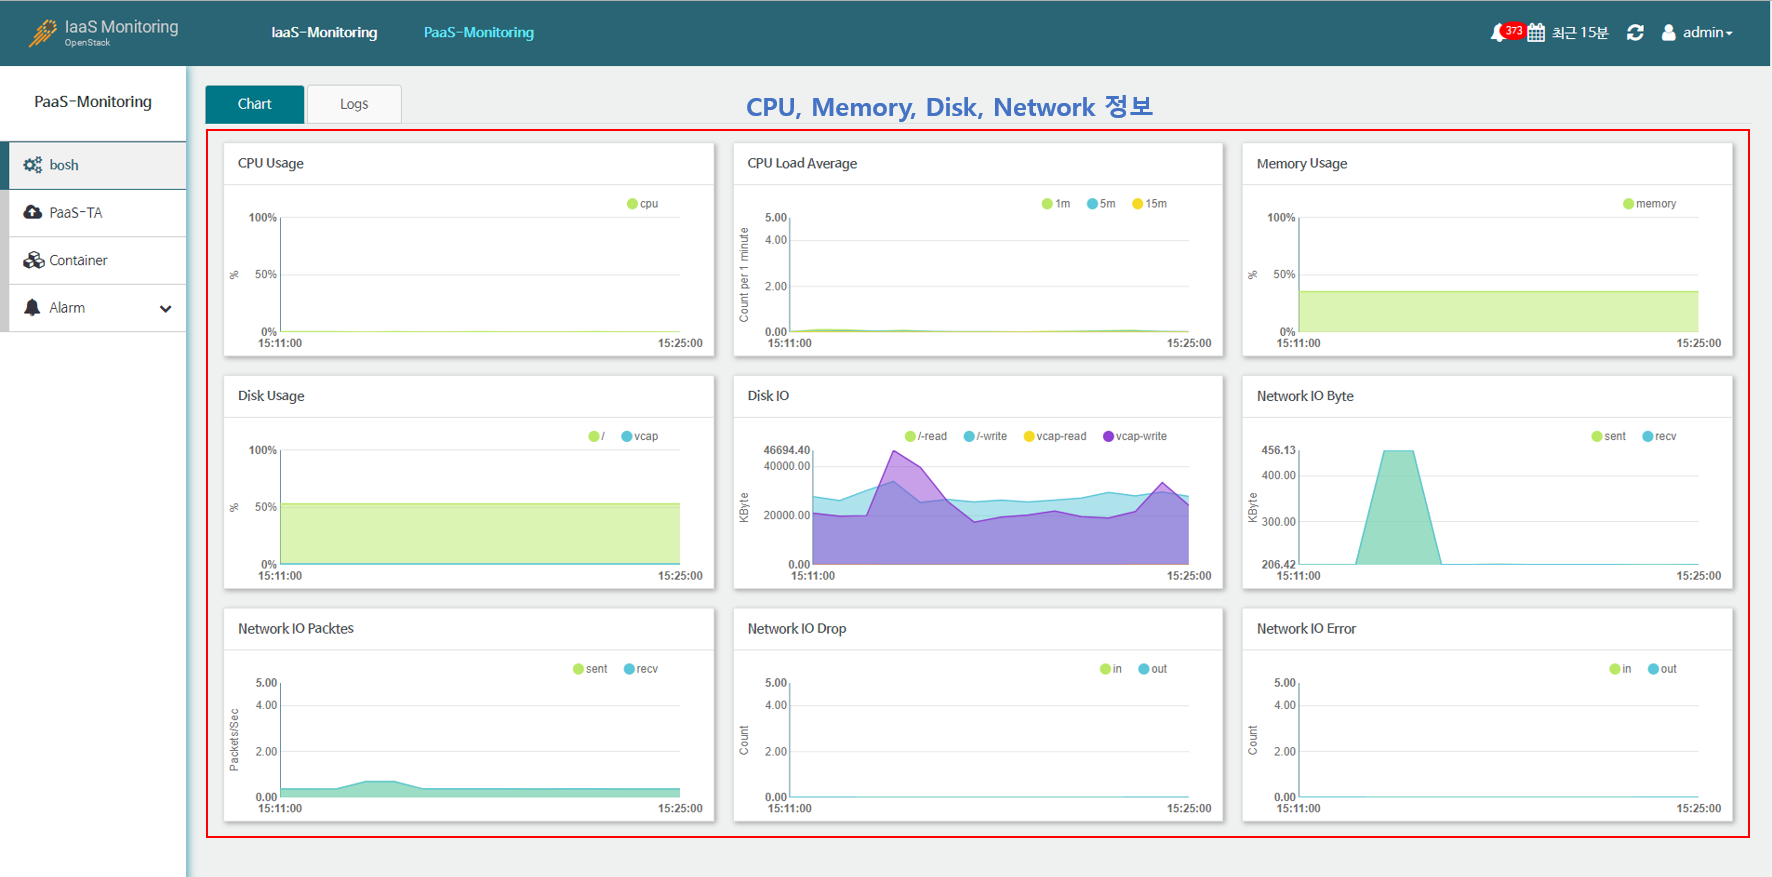 IaaS Monitoring
OpenStack
IaaS-Monitoring
PaaS-Monitoring
373
최근 15분
admin
PaaS-Monitoring
bosh
PaaS-TA
Container
Alarm
Chart
Logs
CPU, Memory, Disk, Network 정보
CPU Usage
cpu
100%
50%
0%
%
15:11:00
15:25:00
CPU Load Average
1m
5m
15m
5.00
4.00
2.00
0.00
Count per 1 minute
15:11:00
15:25:00
Memory Usage
memory
100%
50%
0%
%
15:11:00
15:25:00
Disk Usage
/
vcap
100%
50%
0%
%
15:11:00
15:25:00
Disk IO
/-read
/-write
vcap-read
vcap-write
46694.40
40000.00
20000.00
0.00
KByte
15:11:00
15:25:00
Network IO Byte
sent
recv
456.13
400.00
300.00
206.42
KByte
15:11:00
15:25:00
Network IO Packtes
sent
recv
5.00
4.00
2.00
0.00
Packets/Sec
15:11:00
15:25:00
Network IO Drop
in
out
5.00
4.00
2.00
0.00
Count
15:11:00
15:25:00
Network IO Error
in
out
5.00
4.00
2.00
0.00
Count
15:11:00
15:25:00